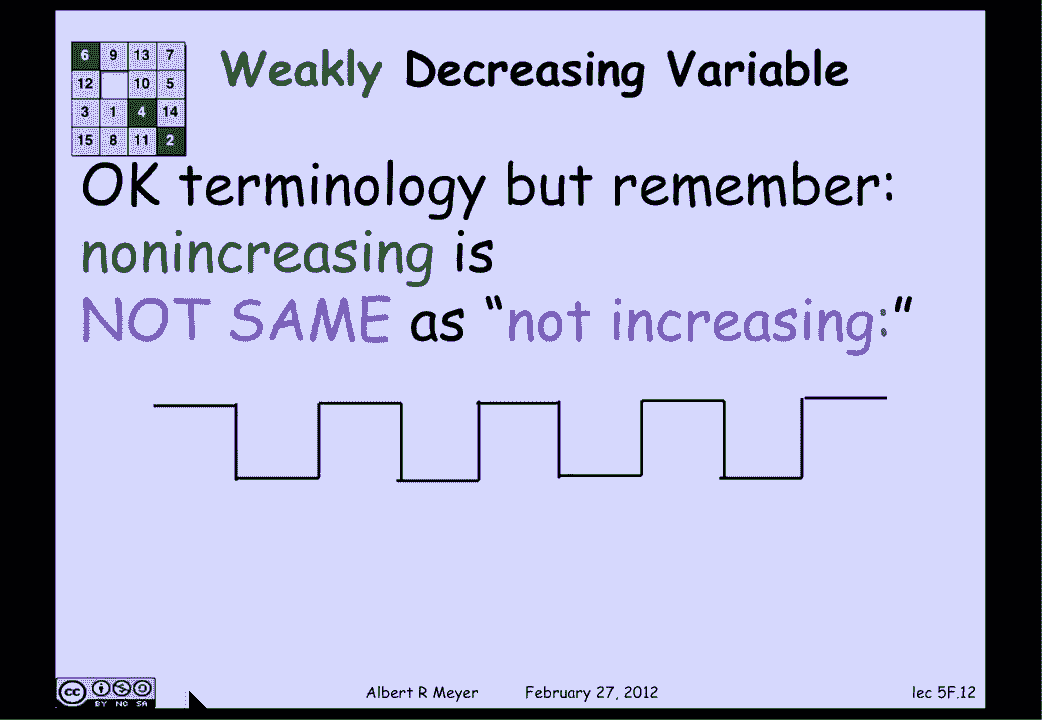 Weakly Decreasing Variable
6 9 13 7
12 10 5
3 1 4 14
15 8 11 2
OK terminology but remember:
nonincreasing is
NOT SAME as “not increasing:”
cc BY NC SA
Albert R Meyer February 27, 2012 lec 5F.12